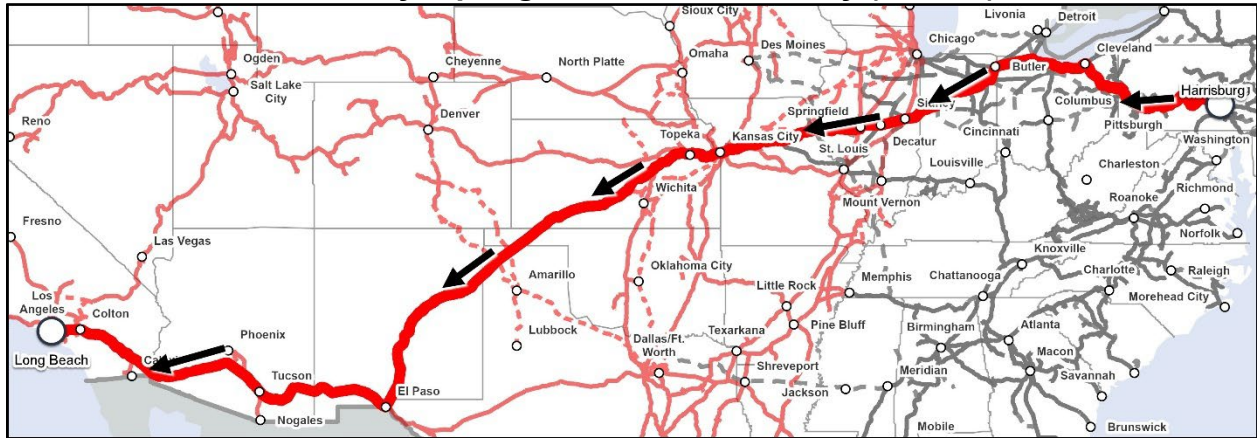 Livonia
Detroit
Sioux City
Chicago
Cleveland
Ogden
Cheyenne
North Platte
Omaha
Des Moines
Butler
Salt Lake
City
Harrisburg
Reno
Denver
Springfield
Sidney
Columbus
Pittsburgh
Topeka
Kansas City
Decatur
Cincinnati
Washington
St. Louis
Louisville
Charleston
Richmond
Wichita
Mount Vernon
Roanoke
Fresno
Las Vegas
Norfolk
Knoxville
Amarillo
Oklahoma City
Memphis
Chattanooga
Charlotte
Raleigh
Los
Angeles
Colton
Little Rock
Morehead City
Phoenix
Lubbock
Dallas/Ft.
Worth
Texarkana
Pine Bluff
Birmingham
Atlanta
Long Beach
Macon
Tucson
Shreveport
Meridian
Savannah
El Paso
Jackson
Nogales
Mobile
Brunswick